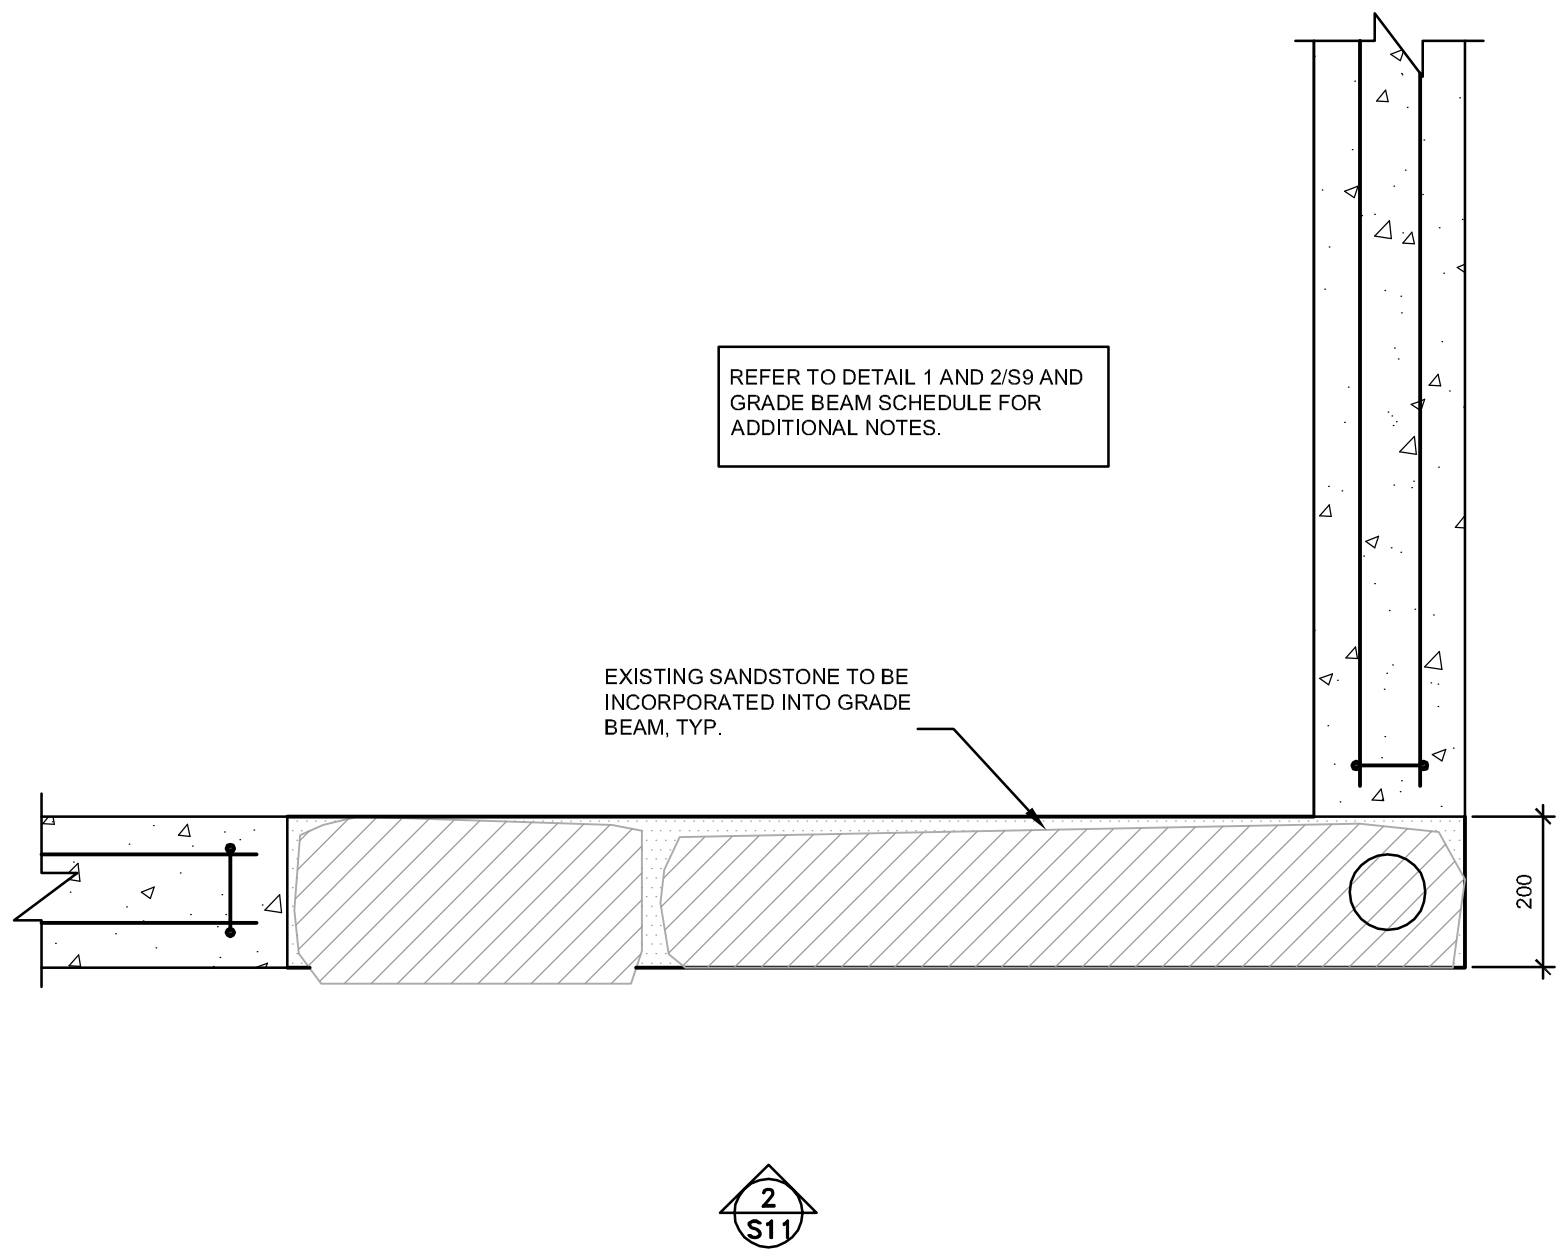 REFER TO DETAIL 1 AND 2/S9 AND
GRADE BEAM SCHEDULE FOR
ADDITIONAL NOTES.
EXISTING SANDSTONE TO BE
INCORPORATED INTO GRADE
BEAM, TYP.
200
2
S11